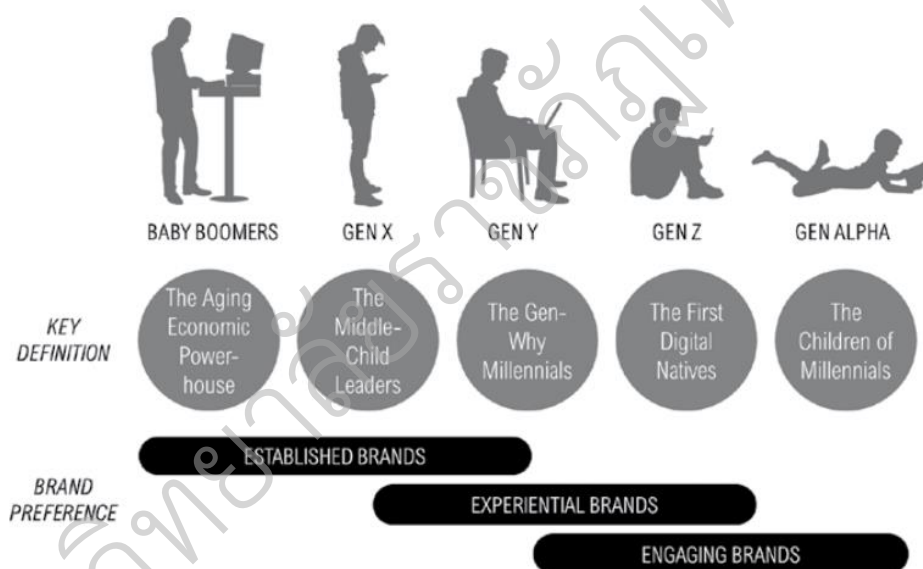 BABY BOOMERS GEN X GEN Y GEN Z GEN ALPHA
KEY
DEFINITION
The Aging
Economic
Power-
house
The
Middle-
Child
Leaders
The Gen-
Why
Millennials
The First
Digital
Natives
The
Children of
Millennials
BRAND
PREFERENCE
ESTABLISHED BRANDS
EXPERIENTIAL BRANDS
ENGAGING BRANDS